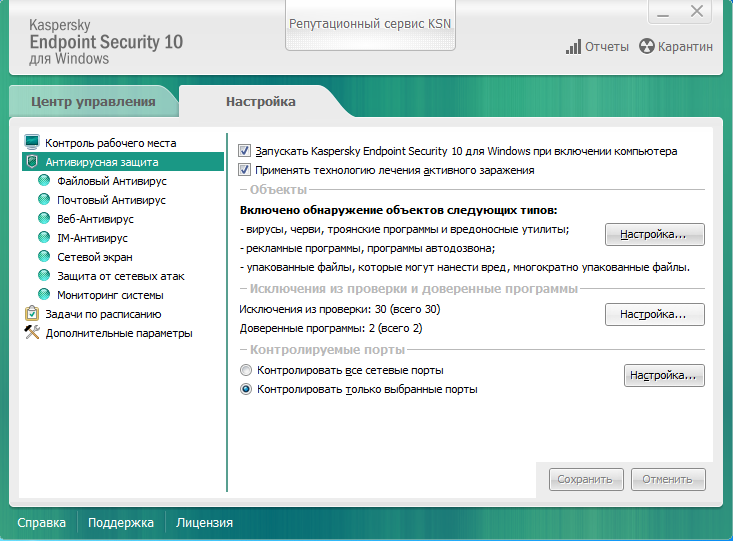 Kaspersky
Endpoint Security 10
для Windows
Репутационный сервис KSN
Отчеты
Карантин
Центр управления
Настройка
Контроль рабочего места
Антивирусная защита
Файловый Антивирус
Почтовый Антивирус
Веб-Антивирус
IM-Антивирус
Сетевой экран
Защита от сетевых атак
Мониторинг системы
Задачи по расписанию
Дополнительные параметры
Запускать Kaspersky Endpoint Security 10 для Windows при включении компьютера
Применять технологию лечения активного заражения
Объекты
Включено обнаружение объектов следующих типов:
- вирусы, черви, троянские программы и вредоносные утилиты;
- рекламные программы, программы автодозвона;
- упакованные файлы, которые могут нанести вред, многократно упакованные файлы.
Настройка...
Исключения из проверки и доверенные программы
Исключения из проверки: 30 (всего 30)
Доверенные программы: 2 (всего 2)
Настройка...
Контролируемые порты
Контролировать все сетевые порты
Контролировать только выбранные порты
Настройка...
Сохранить
Отменить
Справка
Поддержка
Лицензия